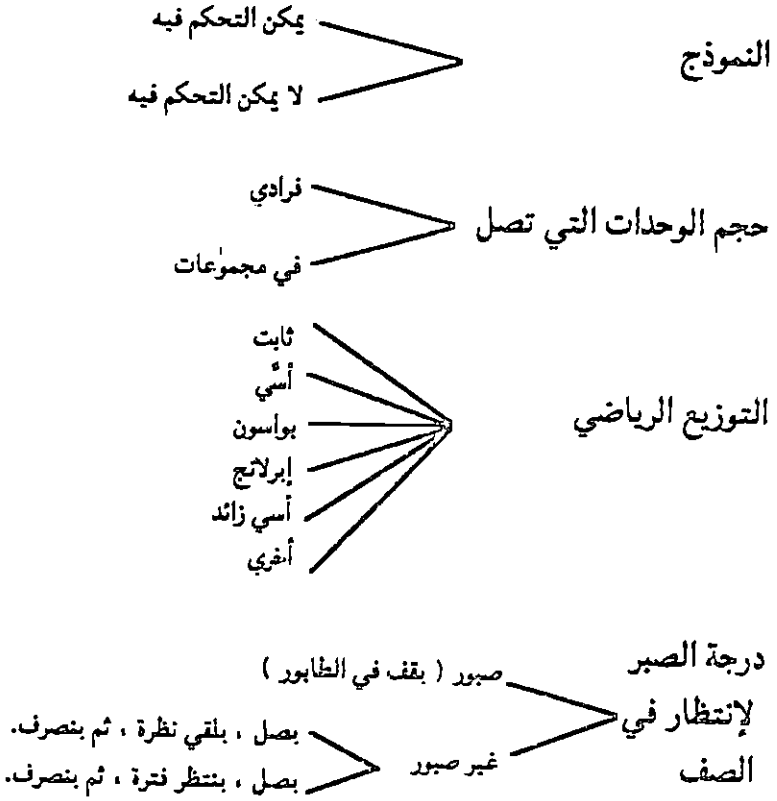 النموذج
يمكن التحكم فيه
لا يمكن التحكم فيه
حجم الوحدات التي تصل
فرادي
في مجموعات
التوزيع الرياضي
ثابت
أسّي
بواسون
إبرلانج
أسي زائد
أخري
درجة الصبر
لإنتظار في
الصف
صبور ( يقف في الطابور )
غير صبور
يصل ، يلقي نظرة ، ثم ينصرف.
يصل ، ينتظر فترة ، ثم ينصرف.